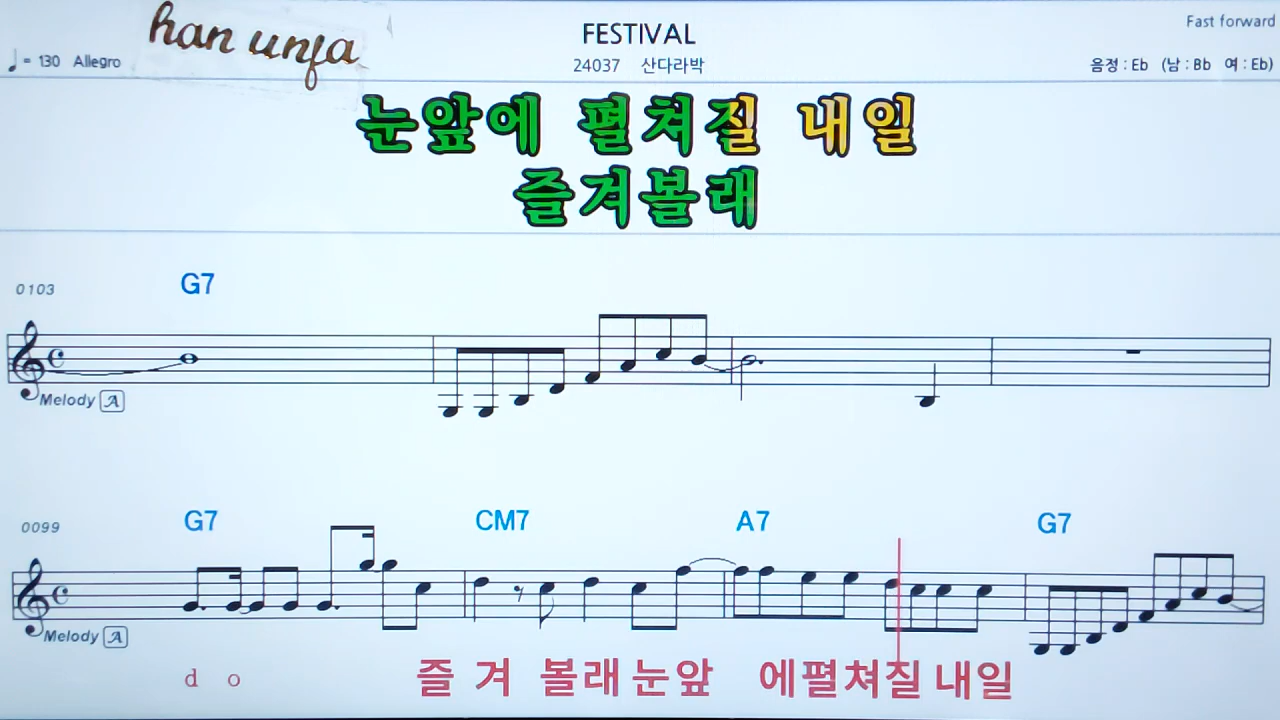 han unja
FESTIVAL
Fast forward
♩ = 130 Allegro
24037 산다라박
음정 : Eb (남 : Bb 여 : Eb)
눈앞에 펼쳐질 내일
즐겨볼래
G7
0103
Melody A
G7 CM7 A7 G7
0099
Melody A
d o 즐 겨 볼래 눈앞 에펼쳐질 내일